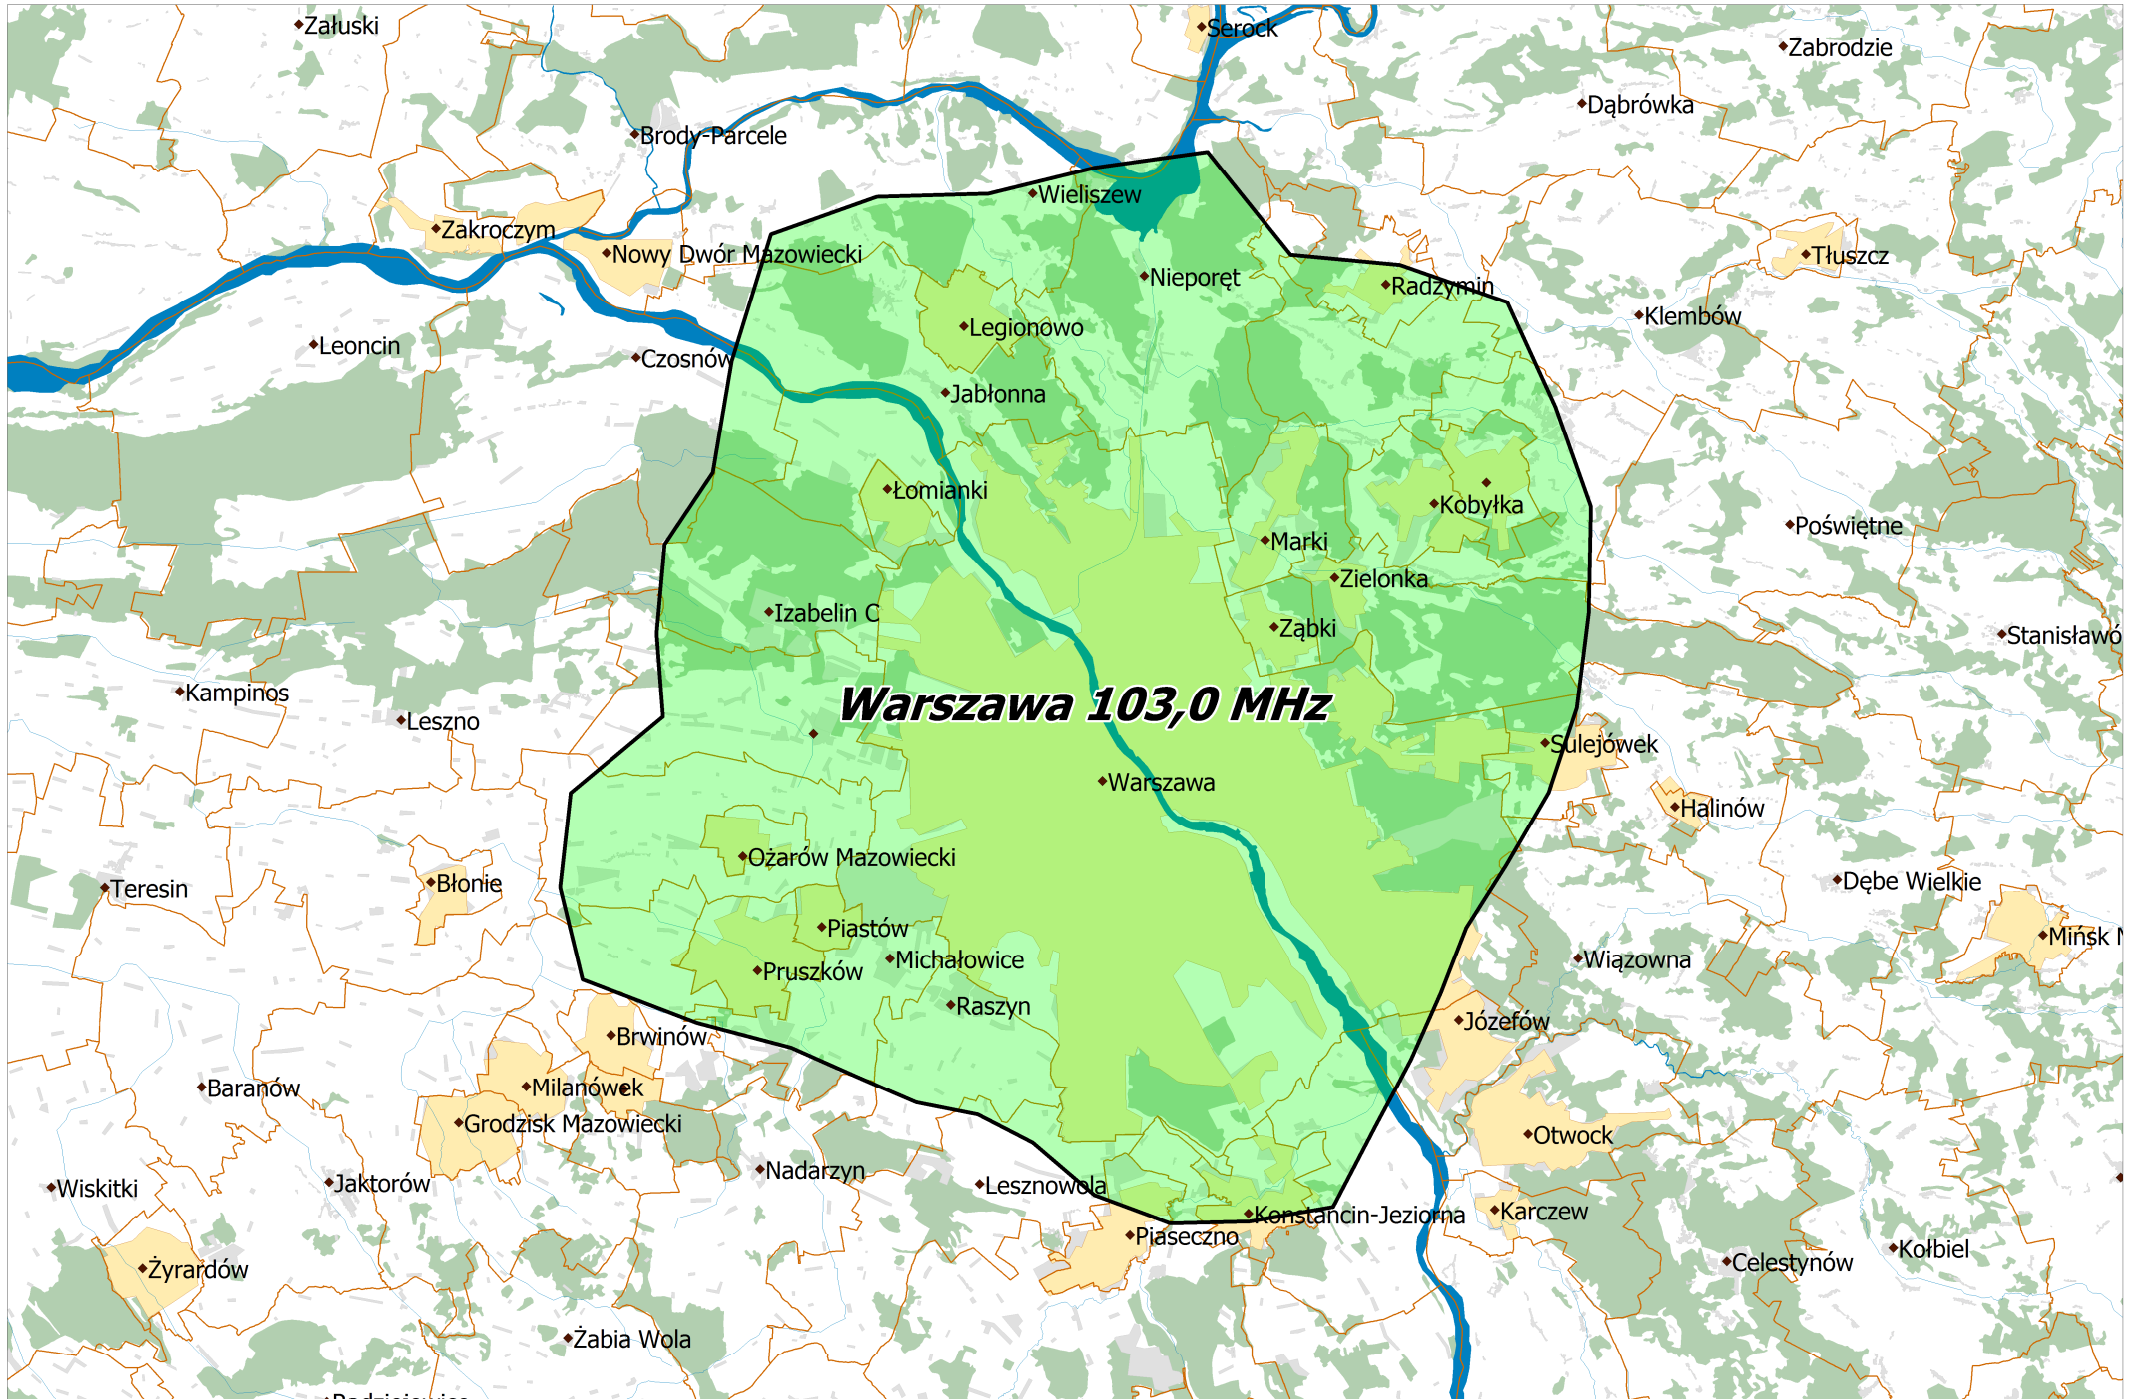 Załuski
Serock
Zabrodzie
Dąbrówka
Brody-Parcele
Wieliszew
Zakroczym
Nowy Dwór Mazowiecki
Tłuszcz
Nieporęt
Radzymin
Klembów
Legionowo
Leoncin
Czosnów
Jabłonna
Łomianki
Kobyłka
Poświętne
Marki
Zielonka
Izabelin C
Ząbki
Stanisławó
Kampinos
Leszno
Warszawa 103,0 MHz
Sulejówek
Warszawa
Halinów
Ożarów Mazowiecki
Teresin
Błonie
Dębe Wielkie
Piastów
Mińsk M
Michałowice
Wiązowna
Pruszków
Raszyn
Józefów
Brwinów
Baranów
Milanówek
Grodzisk Mazowiecki
Otwock
Nadarzyn
Wiskitki
Jaktorów
Lesznowola
Konstancin-Jeziorna
Karczew
Piaseczno
Kołbiel
Celestynów
Żyrardów
Żabia Wola